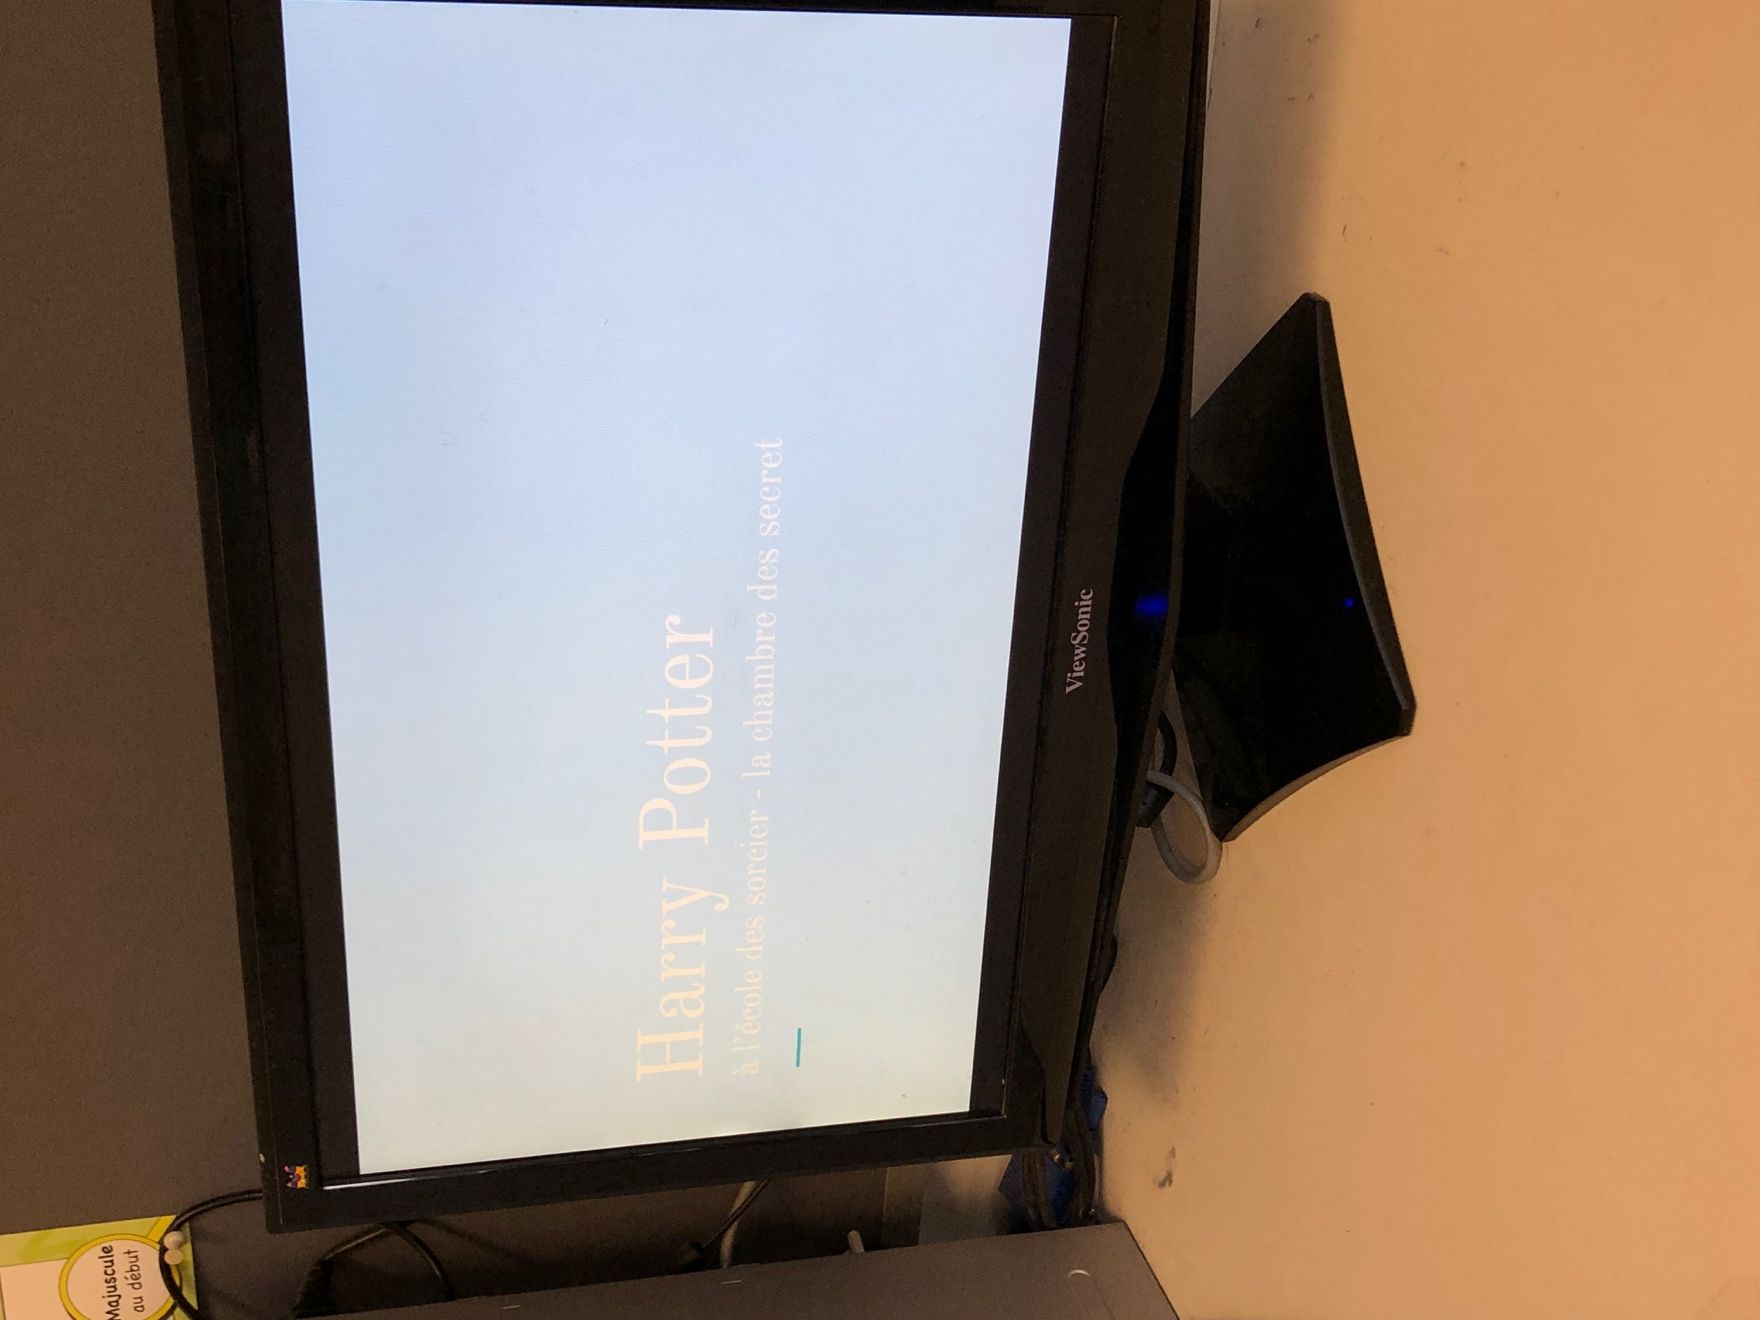 Harry Potter
à l'école des sorcier - la chambre des secret
ViewSonic
Majuscule
au début